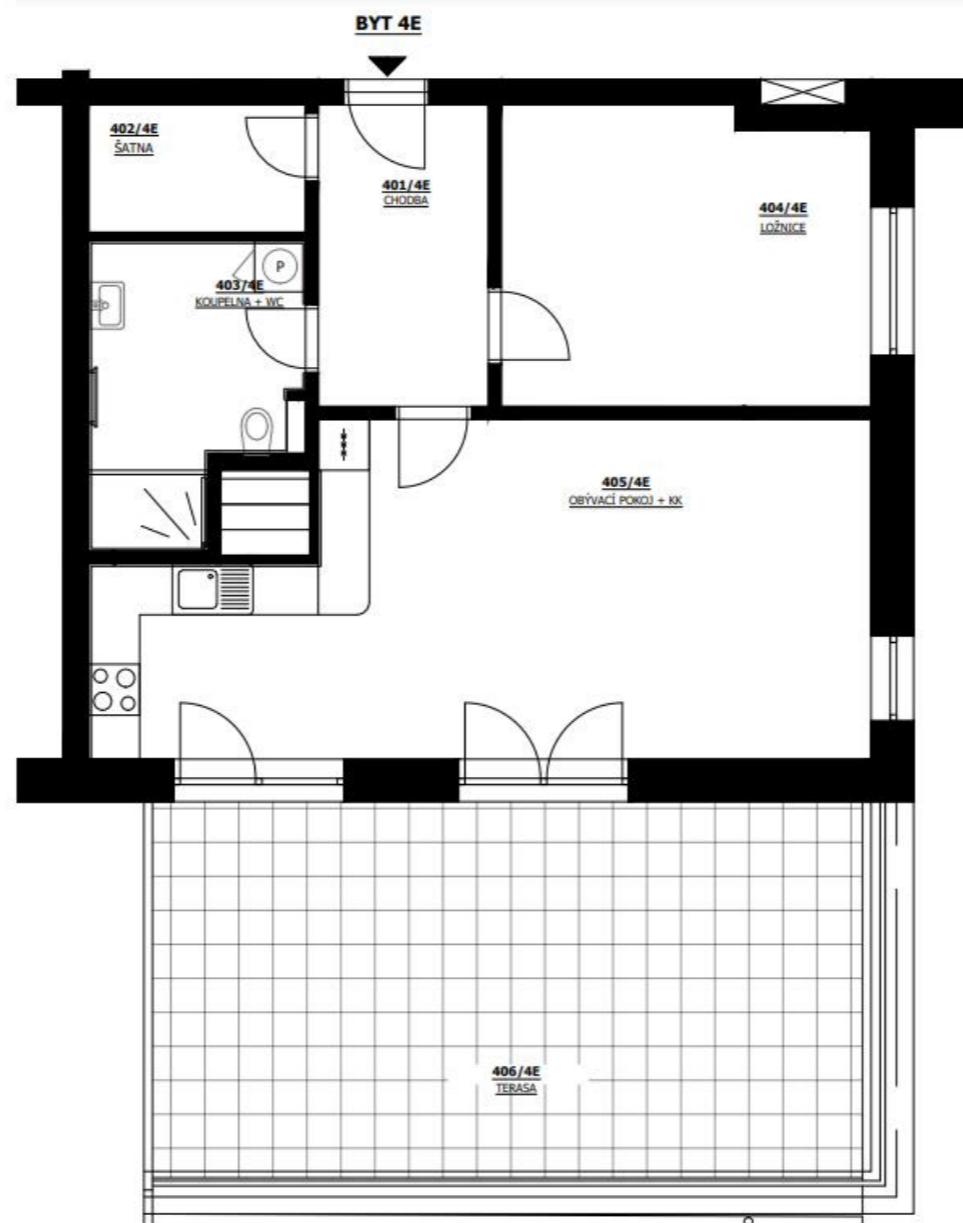 BYT 4E
402/4E
ŠATNA
401/4E
CHODBA
404/4E
LOŽNICE
P
403/4E
KOUPELNA + WC
405/4E
OBÝVACÍ POKOJ + KK
406/4E
TERASA